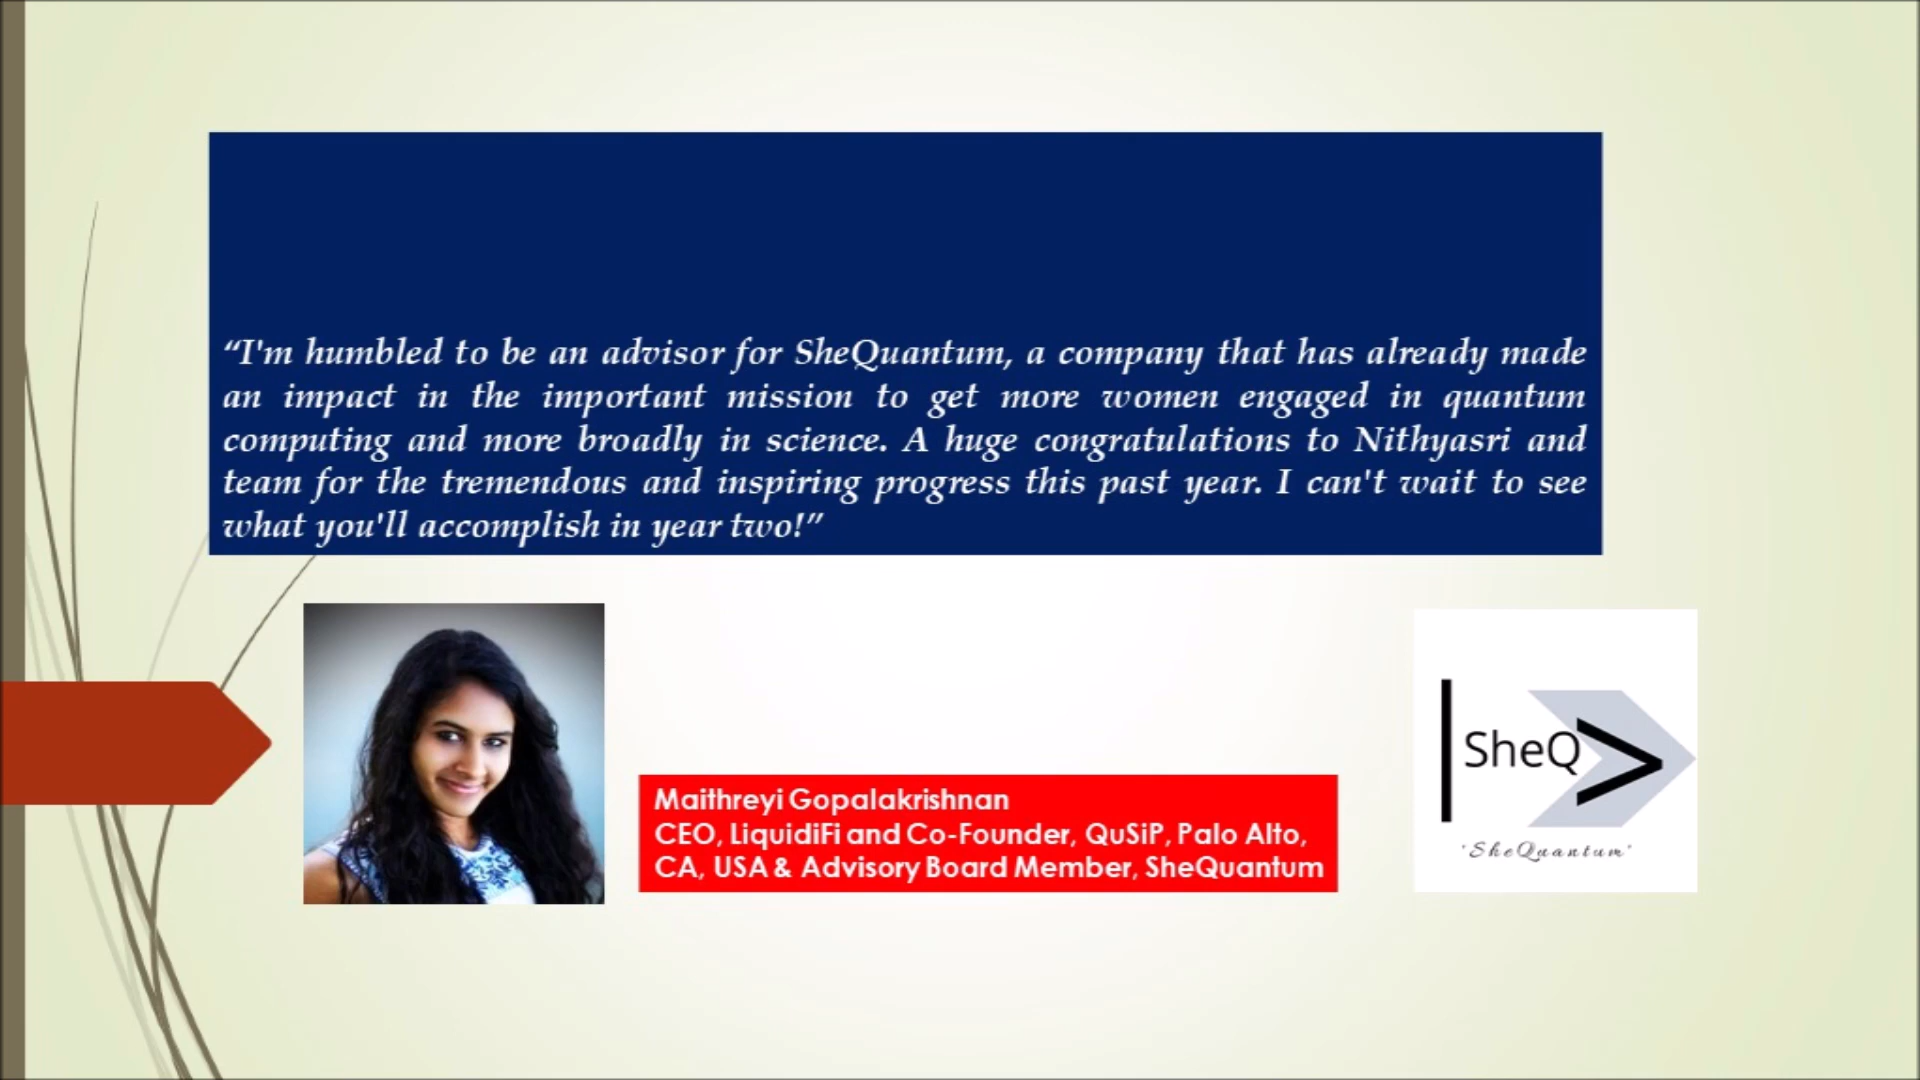 “I'm humbled to be an advisor for SheQuantum, a company that has already made
an impact in the important mission to get more women engaged in quantum
computing and more broadly in science. A huge congratulations to Nithyasri and
team for the tremendous and inspiring progress this past year. I can't wait to see
what you'll accomplish in year two!”
Maithreyi Gopalakrishnan
CEO, LiquidiFi and Co-Founder, QuSiP, Palo Alto,
CA, USA & Advisory Board Member, SheQuantum
SheQ
'SheQuantum'